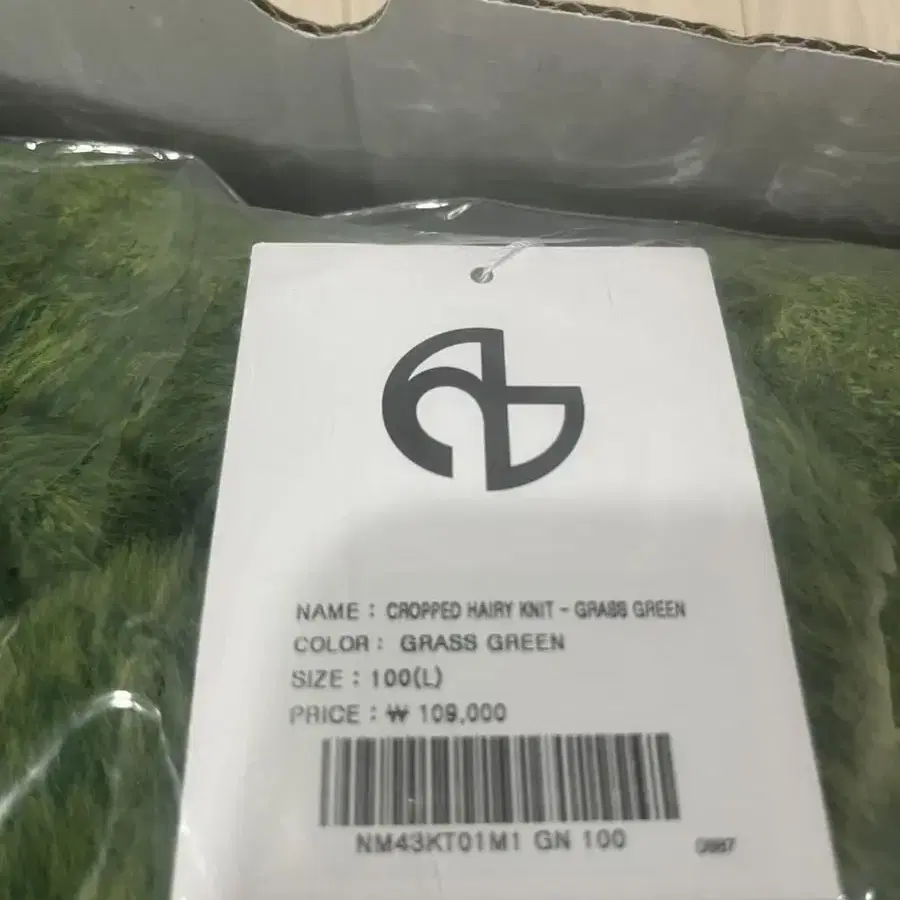 NAME : CROPPED HAIRY KNIT - GRASS GREEN
COLOR : GRASS GREEN
SIZE : 100(L)
PRICE : ₩ 109,000
NM43KT01M1 GN 100